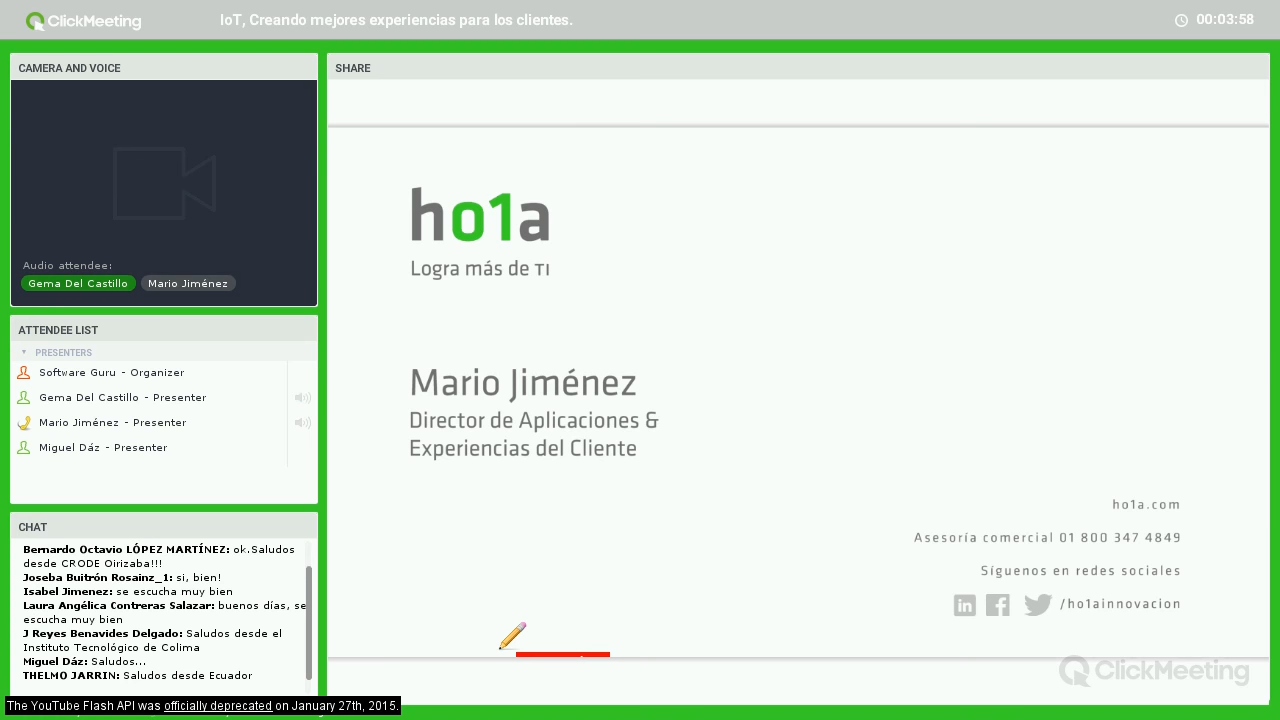 ClickMeeting
IoT, Creando mejores experiencias para los clientes.
00:03:58
CAMERA AND VOICE
Audio attendee:
Gema Del Castillo
Mario Jiménez
ATTENDEE LIST
PRESENTERS
Software Guru - Organizer
Gema Del Castillo - Presenter
Mario Jiménez - Presenter
Miguel Dáz - Presenter
CHAT
Bernardo Octavio LÓPEZ MARTÍNEZ: ok.Saludos
desde CRODE Oirizaba!!!
Joseba Buitrón Rosainz_1: si, bien!
Isabel Jimenez: se escucha muy bien
Laura Angélica Contreras Salazar: buenos días, se
escucha muy bien
J Reyes Benavides Delgado: Saludos desde el
Instituto Tecnológico de Colima
Miguel Dáz: Saludos...
THELMO JARRIN: Saludos desde Ecuador
The YouTube Flash API was officially deprecated on January 27th, 2015.
SHARE
ho1a
Logra más de TI
Mario Jiménez
Director de Aplicaciones &
Experiencias del Cliente
ho1a.com
Asesoría comercial 01 800 347 4849
Síguenos en redes sociales
/ho1ainnovacion
ClickMeeting